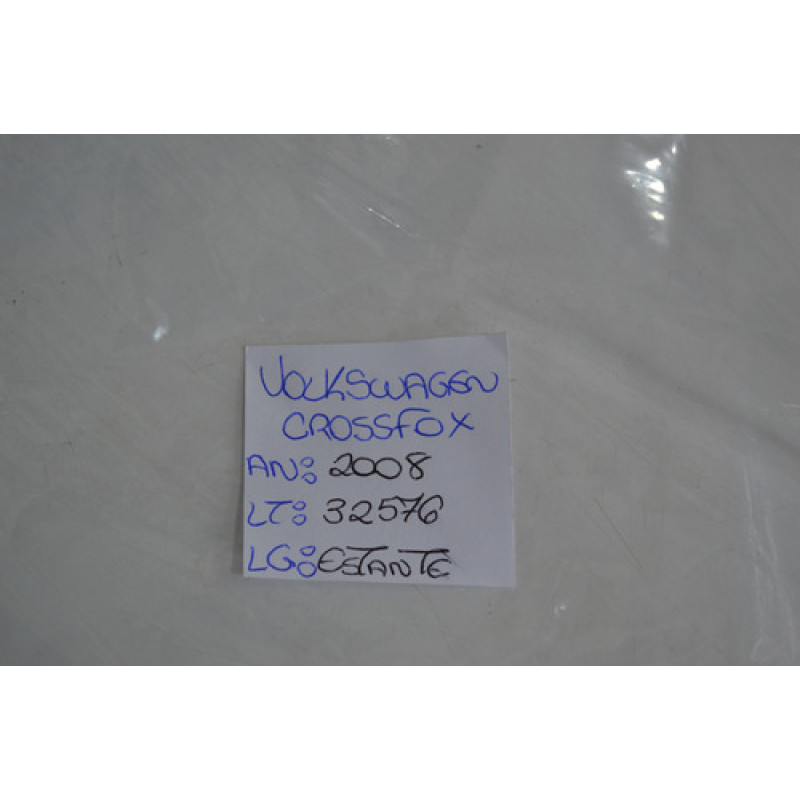 VOLKSWAGEN
CROSSFOX
AN: 2008
LT: 32576
LG: ESTANTE